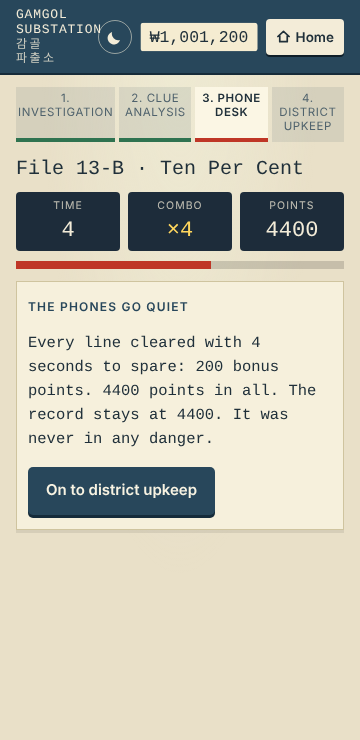 GAMGOL
SUBSTATION
감골
파출소
₩1,001,200
Home
1.
INVESTIGATION
2. CLUE
ANALYSIS
3. PHONE
DESK
4.
DISTRICT
UPKEEP
File 13-B · Ten Per Cent
TIME
4
COMBO
×4
POINTS
4400
THE PHONES GO QUIET
Every line cleared with 4
seconds to spare: 200 bonus
points. 4400 points in all. The
record stays at 4400. It was
never in any danger.
On to district upkeep